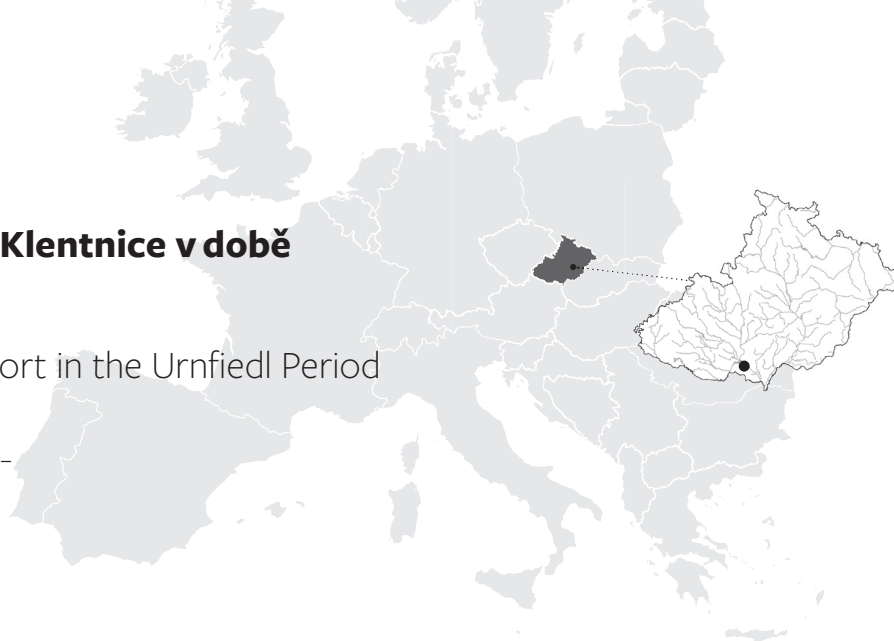 Klentnice v době
ort in the Urnfiedl Period
–